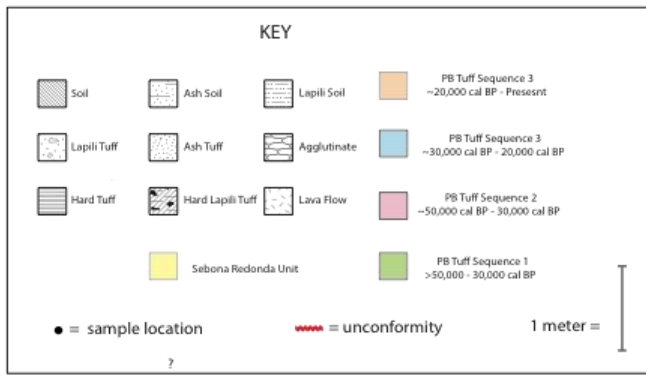 KEY
Soil
Ash Soil
Lapili Soil
PB Tuff Sequence 3
~20,000 cal BP - Presesnt
Lapili Tuff
Ash Tuff
Agglutinate
PB Tuff Sequence 3
~30,000 cal BP - 20,000 cal BP
Hard Tuff
Hard Lapili Tuff
Lava Flow
PB Tuff Sequence 2
~50,000 cal BP - 30,000 cal BP
Sebona Redonda Unit
PB Tuff Sequence 1
>50,000 - 30,000 cal BP
= sample location
= unconformity
1 meter =
?